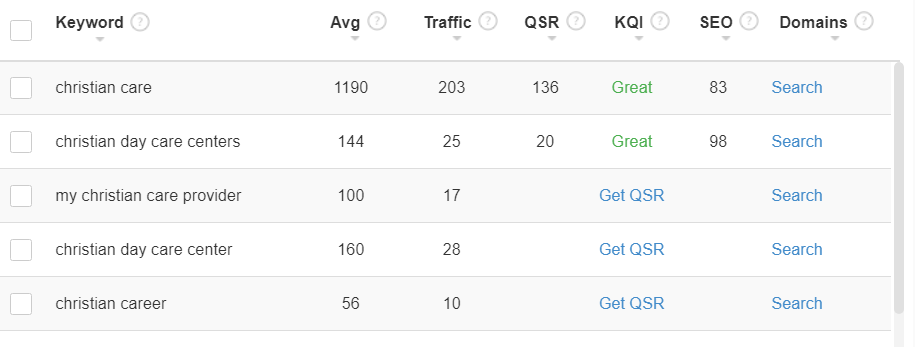 Keyword ? Avg ? Traffic ? QSR ? KQI ? SEO ? Domains ?
christian care 1190 203 136 Great 83 Search
christian day care centers 144 25 20 Great 98 Search
my christian care provider 100 17 Get QSR Search
christian day care center 160 28 Get QSR Search
christian career 56 10 Get QSR Search